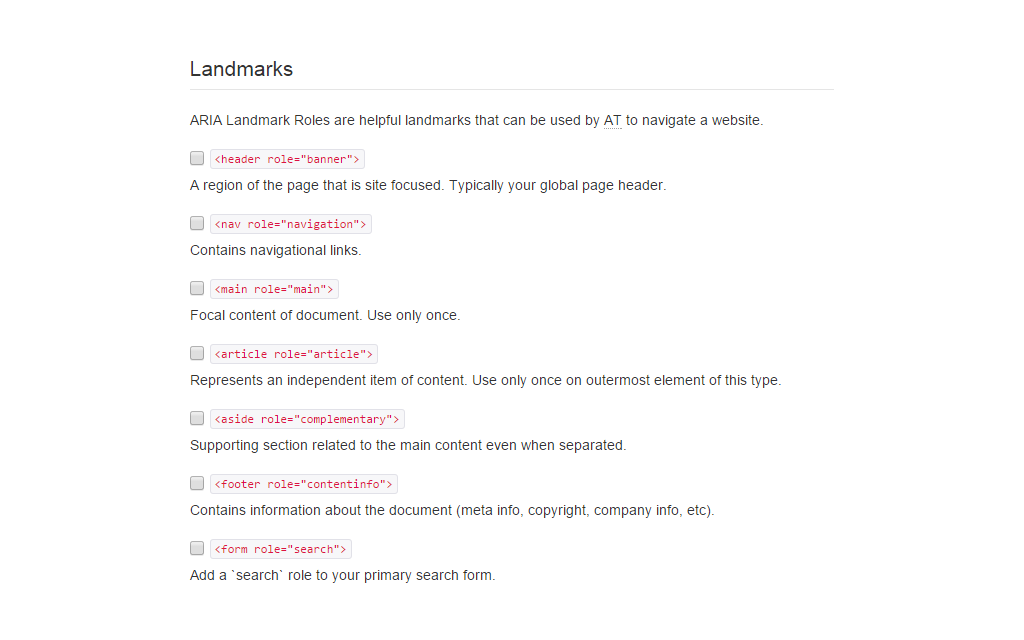 Landmarks
ARIA Landmark Roles are helpful landmarks that can be used by AT to navigate a website.
<header role="banner">
A region of the page that is site focused. Typically your global page header.
<nav role="navigation">
Contains navigational links.
<main role="main">
Focal content of document. Use only once.
<article role="article">
Represents an independent item of content. Use only once on outermost element of this type.
<aside role="complementary">
Supporting section related to the main content even when separated.
<footer role="contentinfo">
Contains information about the document (meta info, copyright, company info, etc).
<form role="search">
Add a `search` role to your primary search form.